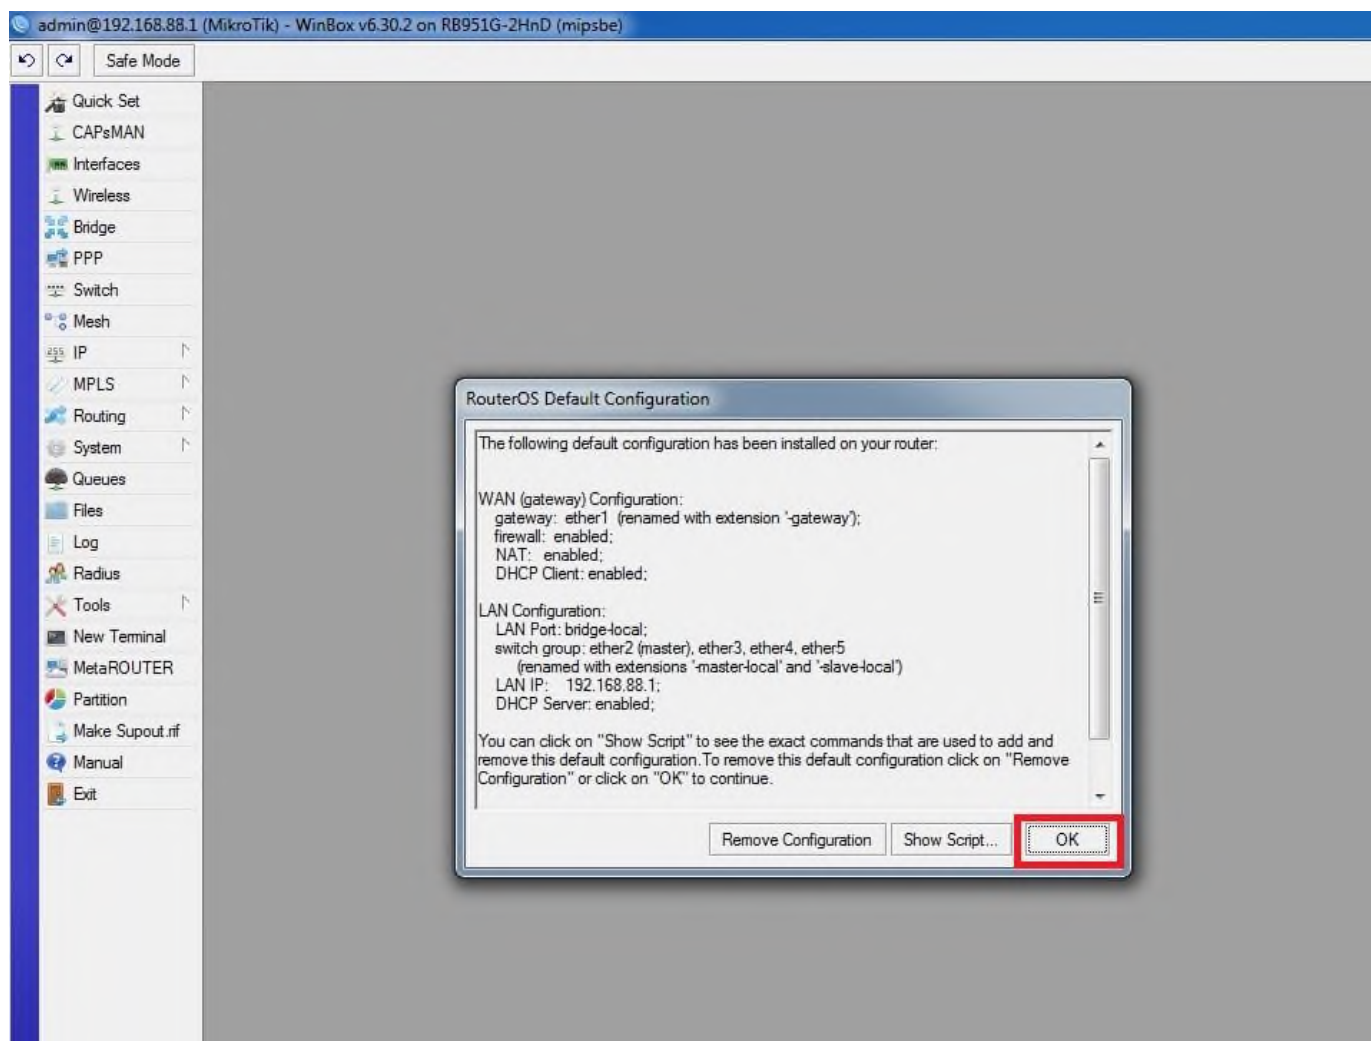 admin@192.168.88.1 (MikroTik) - WinBox v6.30.2 on RB951G-2HnD (mipsbe)
Safe Mode
Quick Set
CAPsMAN
Interfaces
Wireless
Bridge
PPP
Switch
Mesh
255 IP
MPLS
Routing
System
Queues
Files
Log
Radius
Tools
New Terminal
MetaROUTER
Partition
Make Supout.rif
Manual
Exit
RouterOS Default Configuration
The following default configuration has been installed on your router:
WAN (gateway) Configuration:
gateway: ether1 (renamed with extension '-gateway');
firewall: enabled;
NAT: enabled;
DHCP Client: enabled;
LAN Configuration:
LAN Port: bridge-local;
switch group: ether2 (master), ether3, ether4, ether5
(renamed with extensions '-master-local' and '-slave-local')
LAN IP: 192.168.88.1;
DHCP Server: enabled;
You can click on "Show Script" to see the exact commands that are used to add and
remove this default configuration.To remove this default configuration click on "Remove
Configuration" or click on "OK" to continue.
Remove Configuration Show Script... OK